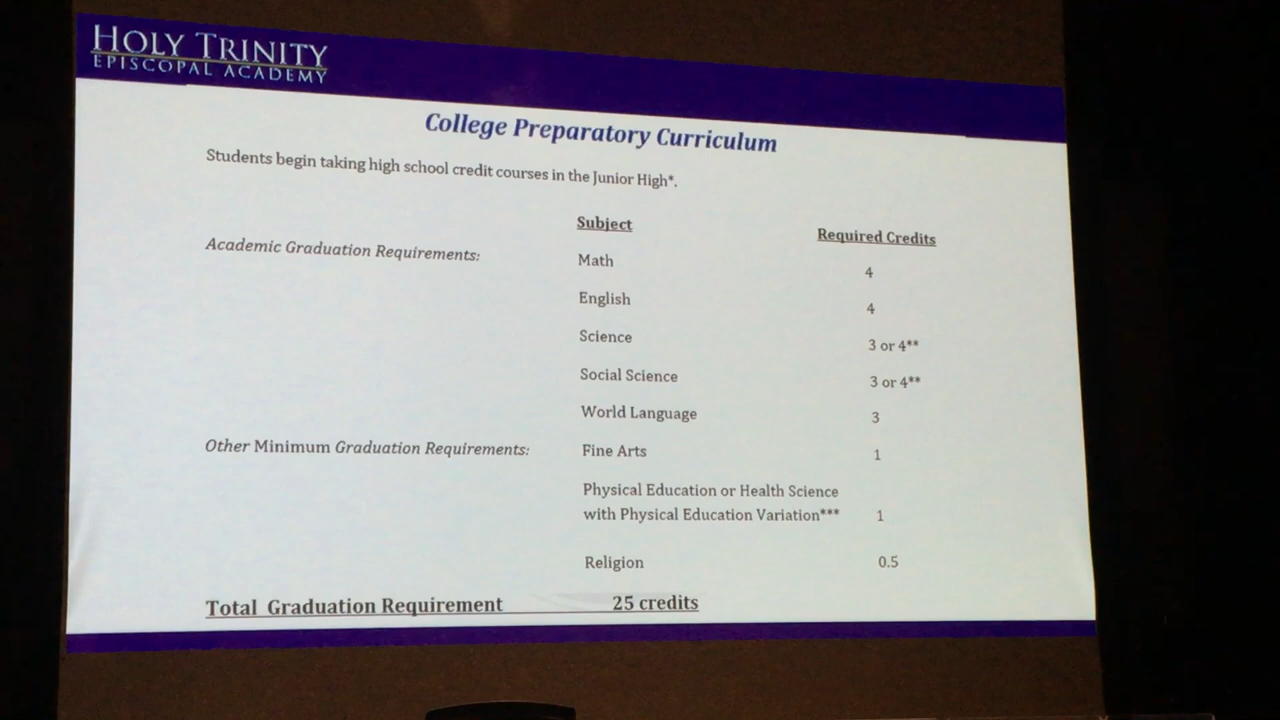 HOLY TRINITY
EPISCOPAL ACADEMY
College Preparatory Curriculum
Students begin taking high school credit courses in the Junior High*.
Subject Required Credits
Academic Graduation Requirements: Math 4
English 4
Science 3 or 4**
Social Science 3 or 4**
World Language 3
Other Minimum Graduation Requirements: Fine Arts 1
Physical Education or Health Science
with Physical Education Variation*** 1
Religion 0.5
Total Graduation Requirement 25 credits